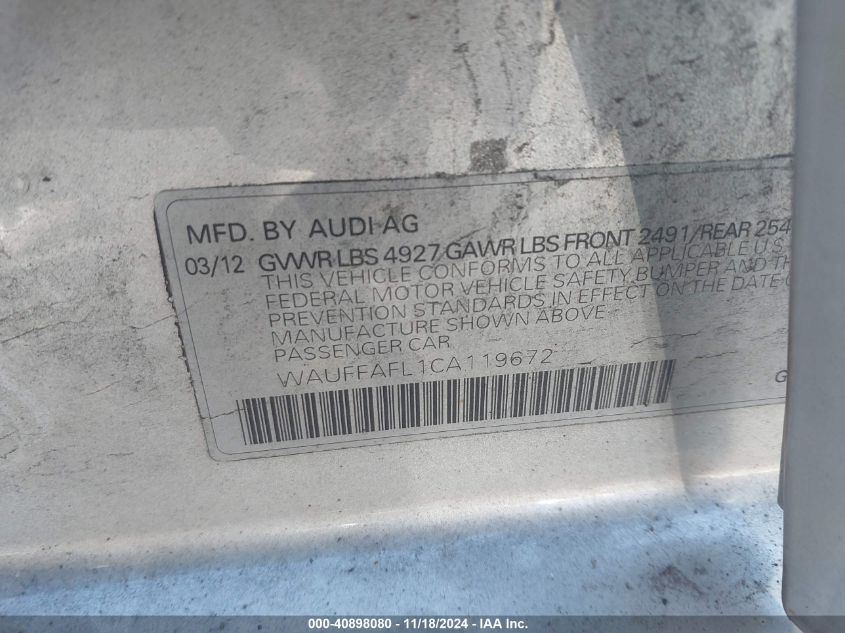 MFD. BY AUDI AG
03/12 GVWR LBS 4927 GAWR LBS FRONT 2491/REAR 254
THIS VEHICLE CONFORMS TO ALL APPLICABLE U.S
FEDERAL MOTOR VEHICLE SAFETY, BUMPER AND TH
PREVENTION STANDARDS IN EFFECT ON THE DATE O
MANUFACTURE SHOWN ABOVE
PASSENGER CAR
WAUFFAFL1CA119672
G
000-40898080 - 11/18/2024 - IAA Inc.